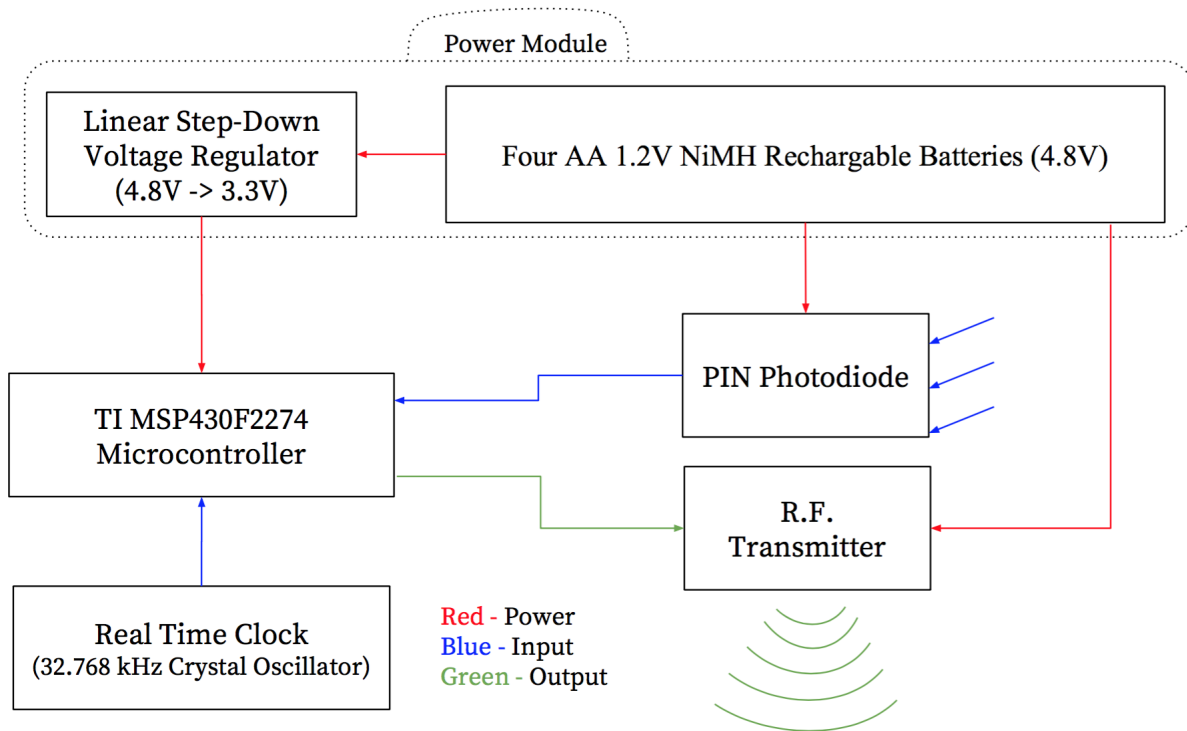 Power Module
Linear Step-Down
Voltage Regulator
(4.8V -> 3.3V)
Four AA 1.2V NiMH Rechargable Batteries (4.8V)
PIN Photodiode
TI MSP430F2274
Microcontroller
R.F.
Transmitter
Real Time Clock
(32.768 kHz Crystal Oscillator)
Red - Power
Blue - Input
Green - Output